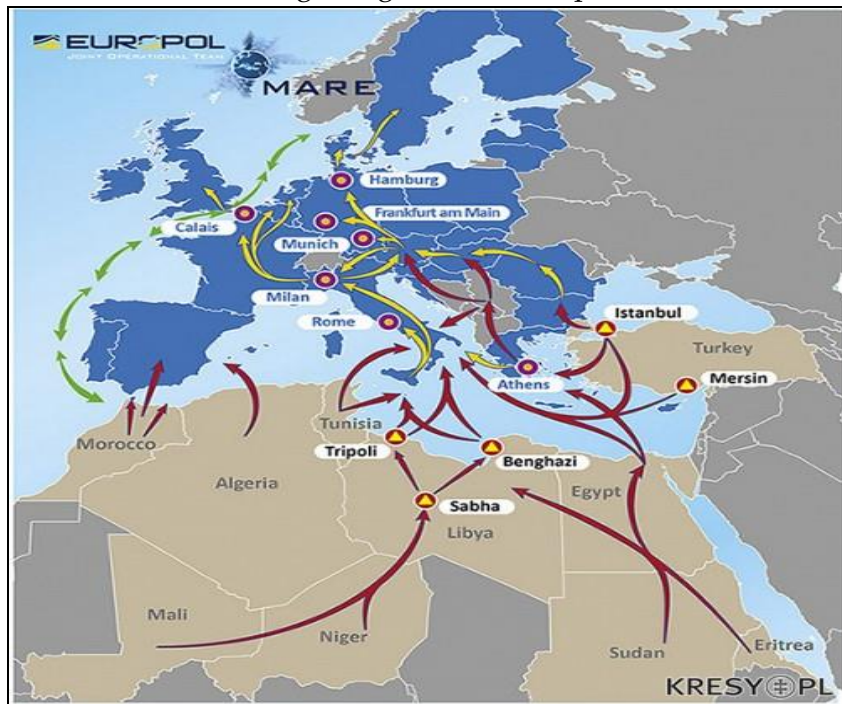 EUROPOL
JOINT OPERATIONAL TEAM
MARE
Hamburg
Frankfurt am Main
Calais
Munich
Milan
Rome
Istanbul
Turkey
Athens
Mersin
Morocco
Tunisia
Tripoli
Benghazi
Algeria
Egypt
Sabha
Libya
Mali
Niger
Sudan
Eritrea
KRESY PL